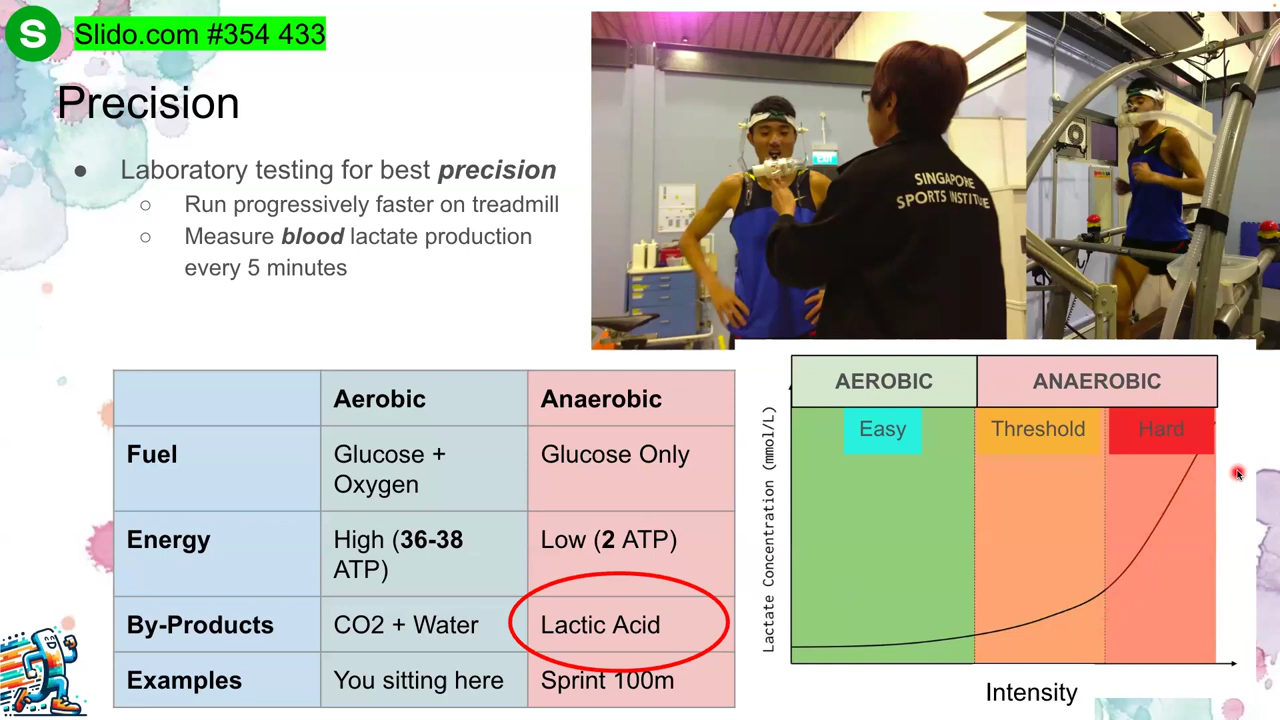 S
Slido.com #354 433
Precision
● Laboratory testing for best precision
○ Run progressively faster on treadmill
○ Measure blood lactate production
every 5 minutes
EXIT
SINGAPORE
SPORTS INSTITUTE
Aerobic Anaerobic
Fuel Glucose + Oxygen Glucose Only
Energy High (36-38 ATP) Low (2 ATP)
By-Products CO2 + Water Lactic Acid
Examples You sitting here Sprint 100m
AEROBIC ANAEROBIC
Easy Threshold Hard
Lactate Concentration (mmol/L)
Intensity